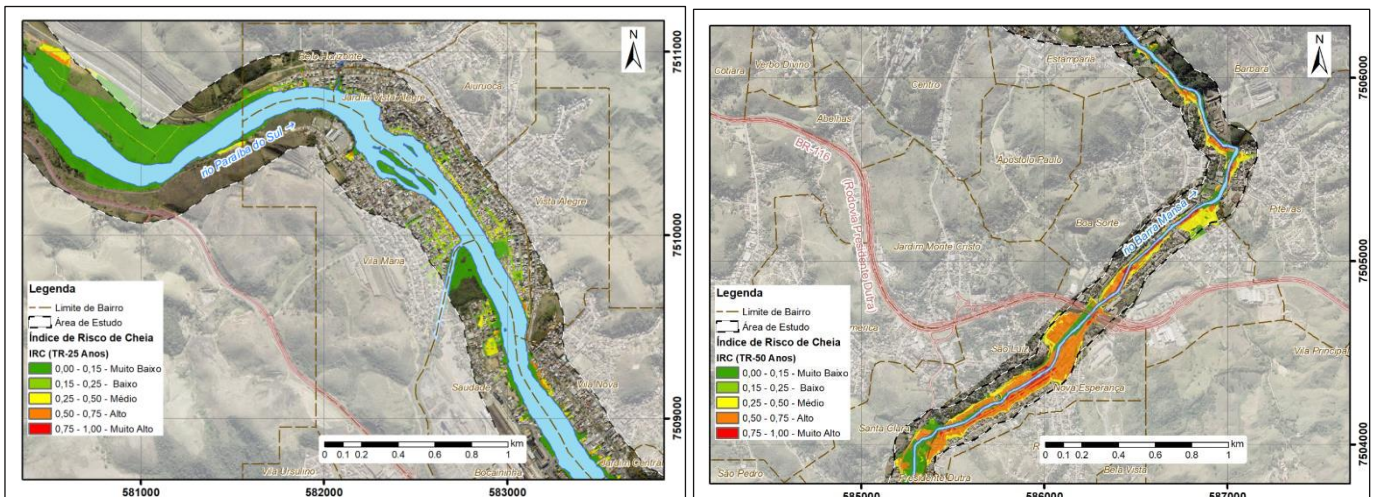 N
7511000
7510000
7509000
Belo Horizonte
Aiuruoca
Jardim Vista Alegre
rio Paraíba do Sul ->
Vista Alegre
Vila Maria
Saudade
Vila Nova
Vila Ursulino
Bocaininha
Jardim Central
Legenda
Limite de Bairro
Área de Estudo
Índice de Risco de Cheia
IRC (TR-25 Anos)
0,00 - 0,15 - Muito Baixo
0,15 - 0,25 - Baixo
0,25 - 0,50 - Médio
0,50 - 0,75 - Alto
0,75 - 1,00 - Muito Alto
0 0.1 0.2 0.4 0.6 0.8 1
km
581000 582000 583000
N
7506000
7505000
7504000
Cotiara
Verbo Divino
Centro
Estamparia
Barbará
Abelhas
BR-116
(Rodovia Presidente Dutra)
Apóstolo Paulo
Boa Sorte
rio Barra Mansa ->
Piteiras
Jardim Monte Cristo
São Luiz
Vila Principal
Nova Esperança
Santa Clara
São Pedro
Presidente Dutra
Bela Vista
Legenda
Limite de Bairro
Área de Estudo
Índice de Risco de Cheia
IRC (TR-50 Anos)
0,00 - 0,15 - Muito Baixo
0,15 - 0,25 - Baixo
0,25 - 0,50 - Médio
0,50 - 0,75 - Alto
0,75 - 1,00 - Muito Alto
0 0.1 0.2 0.4 0.6 0.8 1
km
585000 586000 587000